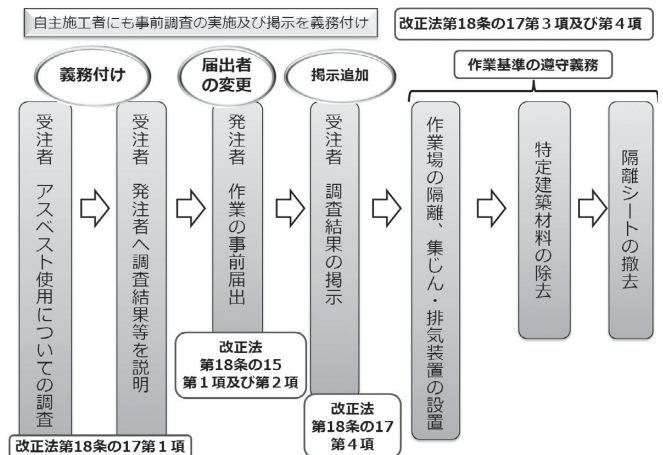 自主施工者にも事前調査の実施及び掲示を義務付け
改正法第18条の17第３項及び第４項
義務付け
届出者
の変更
掲示追加
作業基準の遵守義務
受注者　アスベスト使用についての調査
受注者　発注者へ調査結果等を説明
発注者　作業の事前届出
受注者　調査結果の掲示
作業場の隔離、集じん・排気装置の設置
特定建築材料の除去
隔離シートの撤去
改正法
第18条の15
第１項及び第２項
改正法
第18条の17
第４項
改正法第18条の17第１項